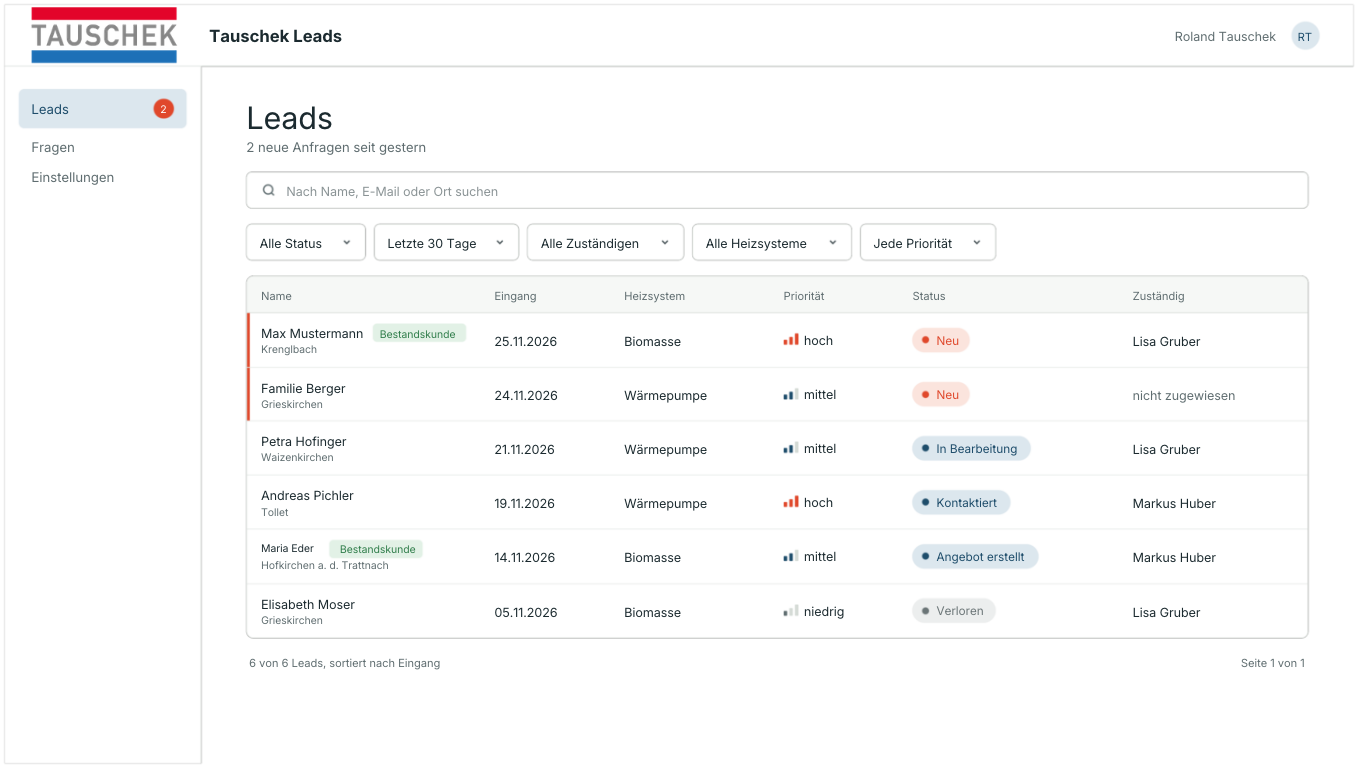 TAUSCHEK
Tauschek Leads
Roland Tauschek RT
Leads 2
Fragen
Einstellungen
Leads
2 neue Anfragen seit gestern
Nach Name, E-Mail oder Ort suchen
Alle Status Letzte 30 Tage Alle Zuständigen Alle Heizsysteme Jede Priorität
Name Eingang Heizsystem Priorität Status Zuständig
Max Mustermann Bestandskunde 25.11.2026 Biomasse hoch Neu Lisa Gruber
Krenglbach
Familie Berger 24.11.2026 Wärmepumpe mittel Neu nicht zugewiesen
Grieskirchen
Petra Hofinger 21.11.2026 Wärmepumpe mittel In Bearbeitung Lisa Gruber
Waizenkirchen
Andreas Pichler 19.11.2026 Wärmepumpe hoch Kontaktiert Markus Huber
Tollet
Maria Eder Bestandskunde 14.11.2026 Biomasse mittel Angebot erstellt Markus Huber
Hofkirchen a. d. Trattnach
Elisabeth Moser 05.11.2026 Biomasse niedrig Verloren Lisa Gruber
Grieskirchen
6 von 6 Leads, sortiert nach Eingang Seite 1 von 1